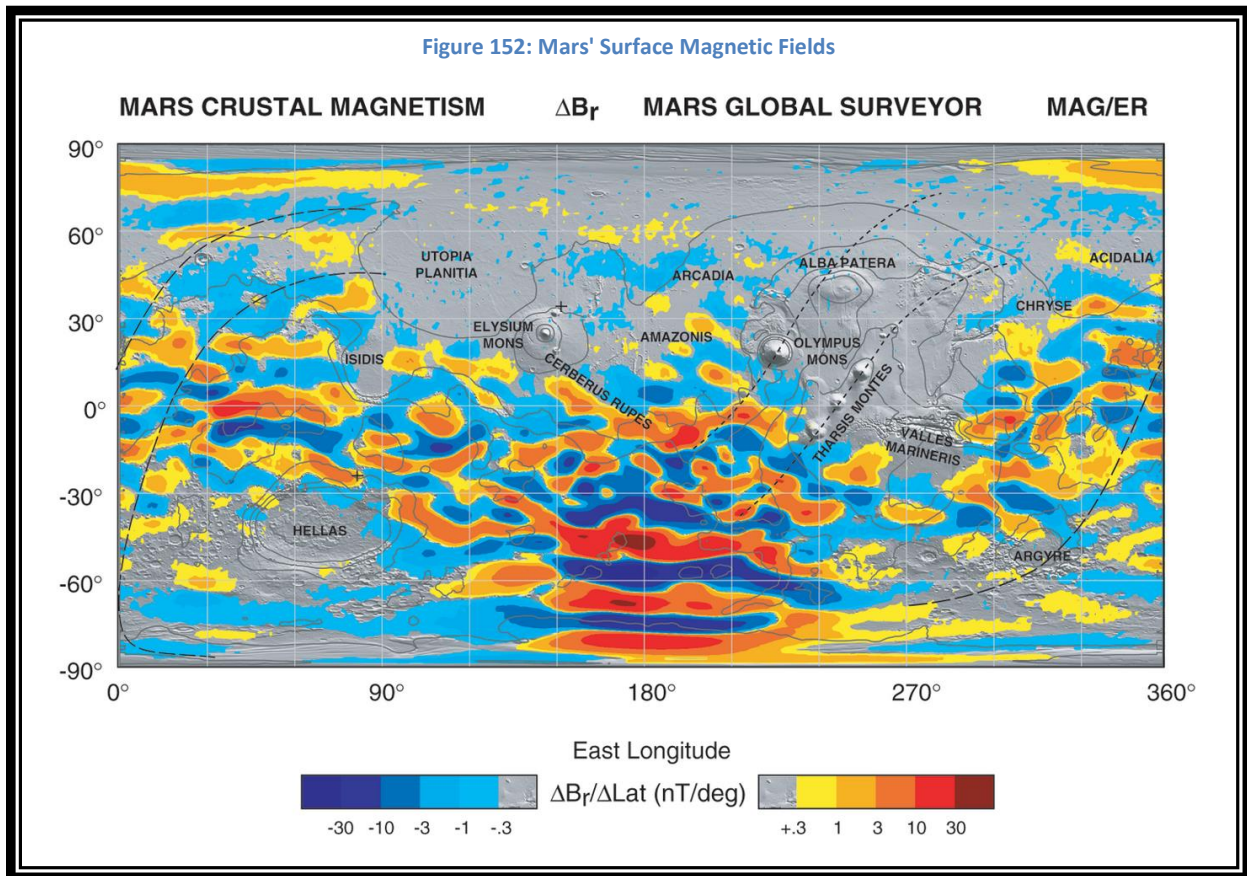 Figure 152: Mars' Surface Magnetic Fields
MARS CRUSTAL MAGNETISM ΔBr MARS GLOBAL SURVEYOR MAG/ER
90°
60°
30°
0°
-30°
-60°
-90°
UTOPIA
PLANITIA
ARCADIA
ALBA PATERA
ACIDALIA
CHRYSE
ELYSIUM
MONS
AMAZONIS
OLYMPUS
MONS
ISIDIS
CERBERUS RUPES
THARSIS MONTES
VALLES
MARINERIS
HELLAS
ARGYRE
0° 90° 180° 270° 360°
East Longitude
ΔBr/ΔLat (nT/deg)
-30 -10 -3 -1 -.3
+.3 1 3 10 30